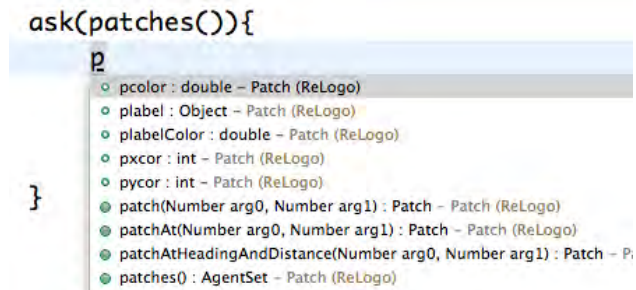 ask(patches()){
p
pcolor : double – Patch (ReLogo)
plabel : Object – Patch (ReLogo)
plabelColor : double – Patch (ReLogo)
pxcor : int – Patch (ReLogo)
pycor : int – Patch (ReLogo)
patch(Number arg0, Number arg1) : Patch – Patch (ReLogo)
patchAt(Number arg0, Number arg1) : Patch – Patch (ReLogo)
patchAtHeadingAndDistance(Number arg0, Number arg1) : Patch – Pa
patches() : AgentSet – Patch (ReLogo)
}